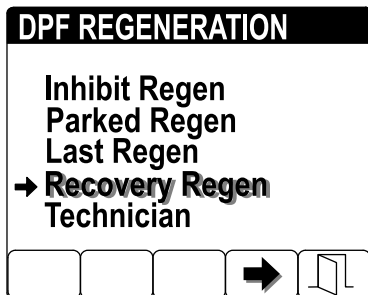 DPF REGENERATION
Inhibit Regen
Parked Regen
Last Regen
Recovery Regen
Technician